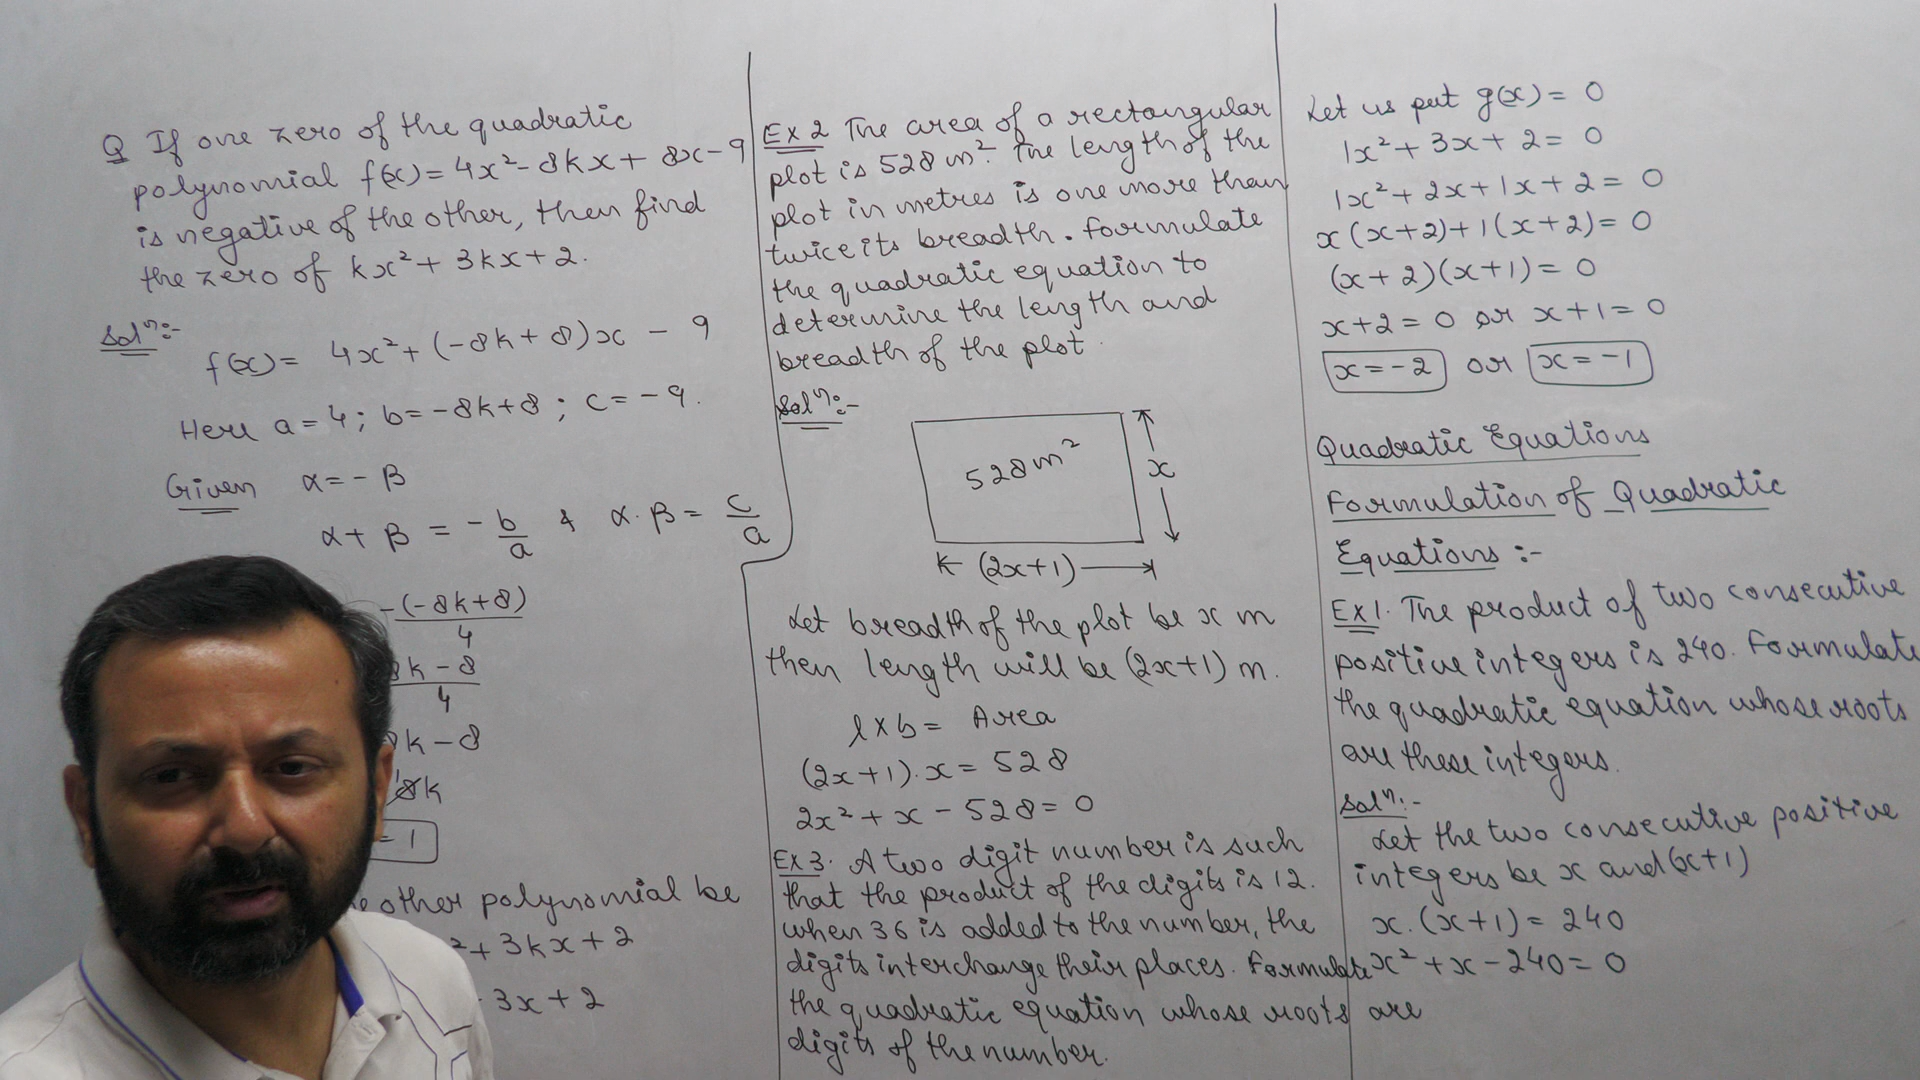 Q If one zero of the quadratic
polynomial f(x) = 4x² - 8kx + 8x - 9
is negative of the other, then find
the zero of kx² + 3kx + 2.
Solⁿ:-
f(x) = 4x² + (-8k + 8)x - 9
Here a = 4; b = -8k+8; c = -9.
Given α = -β
α + β = -b/a & α·β = c/a
-(-8k+8)/4
8k - 8/4
8k - 8
8k
= 1
other polynomial be
² + 3kx + 2
3x + 2
Ex 2 The area of a rectangular
plot is 528 m². The length of the
plot in metres is one more than
twice its breadth. Formulate
the quadratic equation to
determine the length and
breadth of the plot.
Solⁿ:-
528 m²
x
(2x+1)
Let breadth of the plot be x m
then length will be (2x+1) m.
l x b = Area
(2x+1).x = 528
2x² + x - 528 = 0
Ex 3. A two digit number is such
that the product of the digits is 12.
when 36 is added to the number, the
digits interchange their places. Formulate
the quadratic equation whose roots are
digits of the number.
Let us put g(x) = 0
1x² + 3x + 2 = 0
1x² + 2x + 1x + 2 = 0
x(x+2) + 1(x+2) = 0
(x+2)(x+1) = 0
x+2 = 0 or x+1 = 0
x = -2 or x = -1
Quadratic Equations
Formulation of Quadratic
Equations :-
Ex 1. The product of two consecutive
positive integers is 240. Formulate
the quadratic equation whose roots
are these integers.
Solⁿ:-
Let the two consecutive positive
integers be x and (x+1)
x.(x+1) = 240
x² + x - 240 = 0